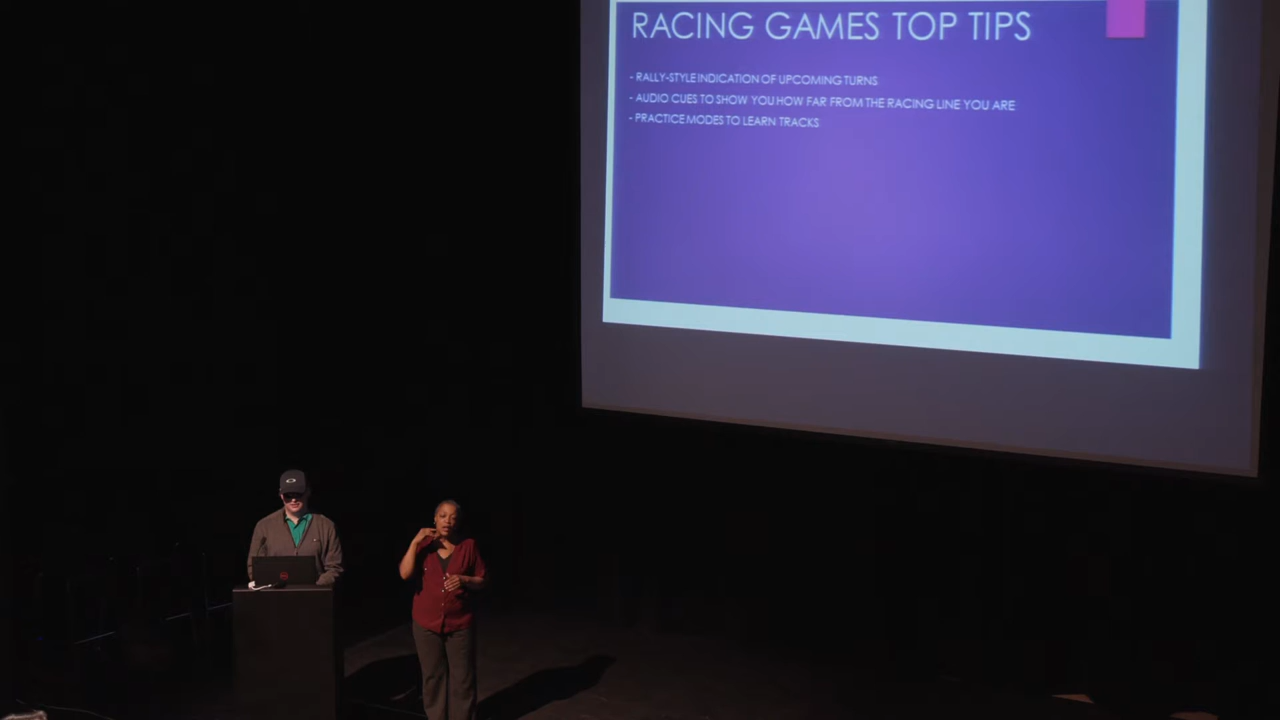 RACING GAMES TOP TIPS
- RALLY-STYLE INDICATION OF UPCOMING TURNS
- AUDIO CUES TO SHOW YOU HOW FAR FROM THE RACING LINE YOU ARE
- PRACTICE MODES TO LEARN TRACKS